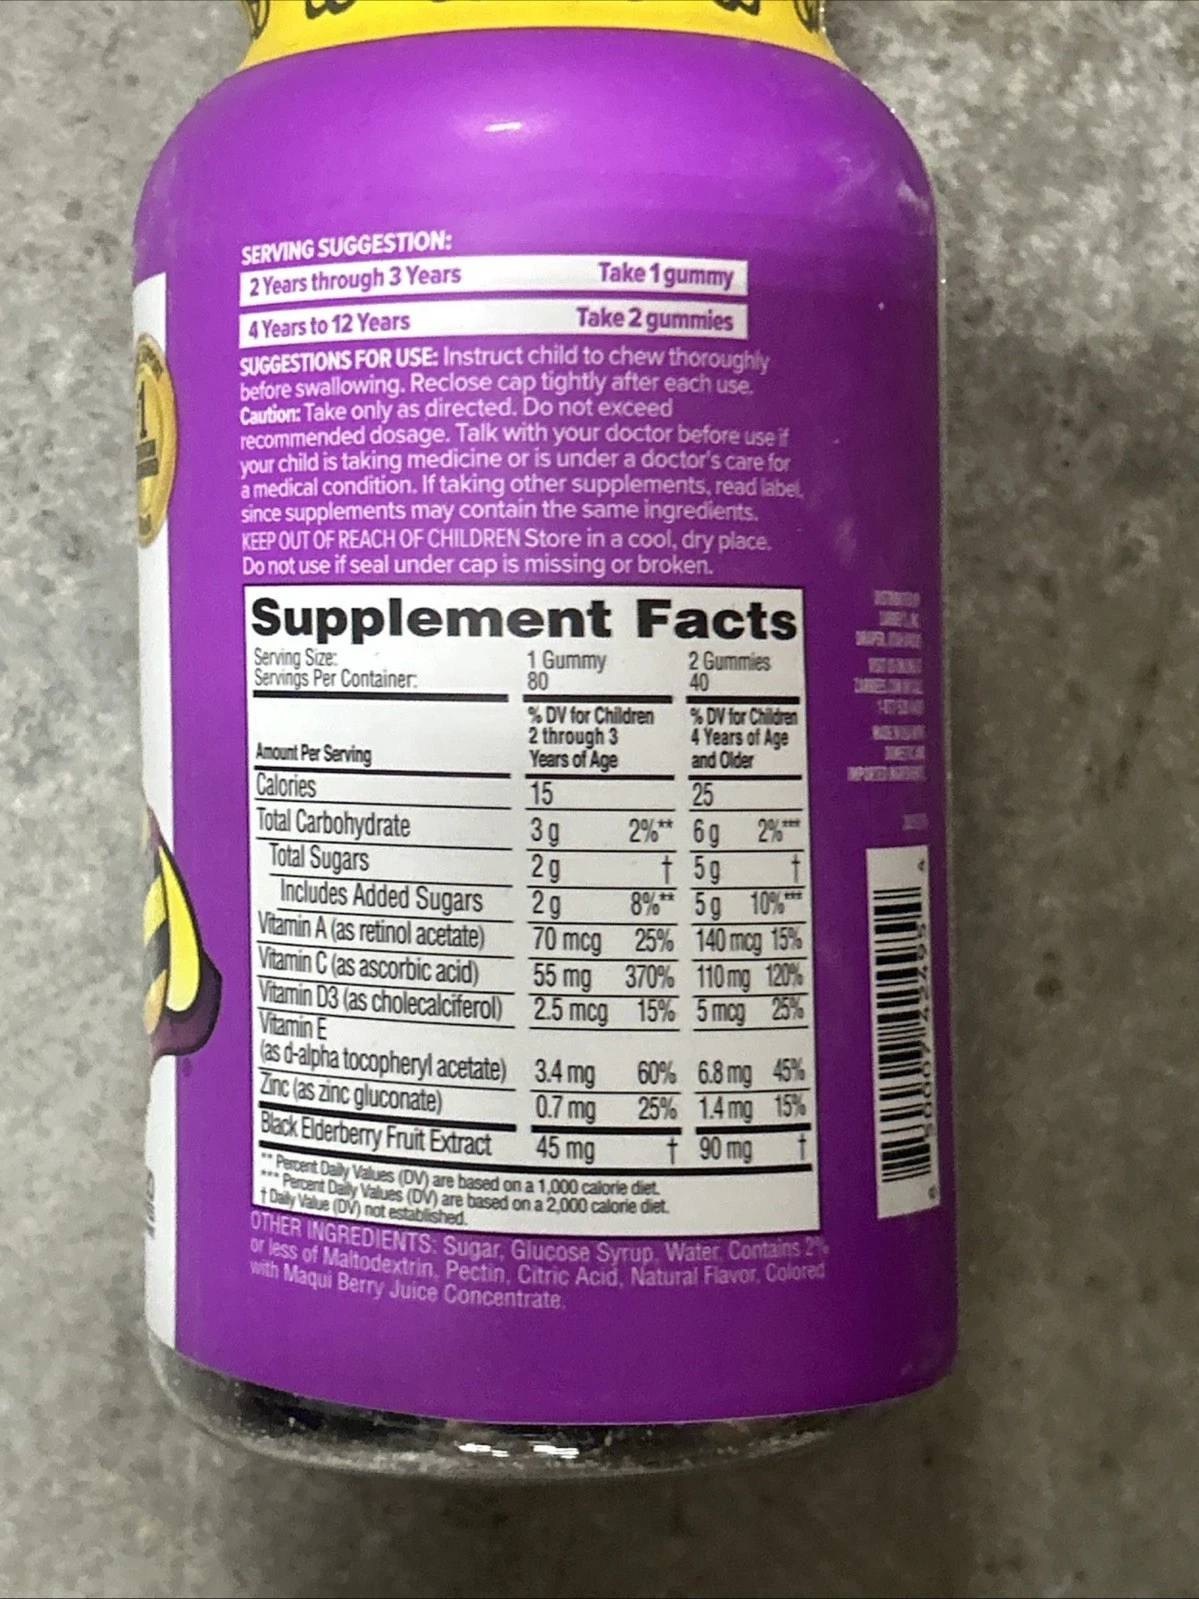 SERVING SUGGESTION:
2 Years through 3 Years Take 1 gummy
4 Years to 12 Years Take 2 gummies
SUGGESTIONS FOR USE: Instruct child to chew thoroughly
before swallowing. Reclose cap tightly after each use.
Caution: Take only as directed. Do not exceed
recommended dosage. Talk with your doctor before use if
your child is taking medicine or is under a doctor's care for
a medical condition. If taking other supplements, read label,
since supplements may contain the same ingredients.
KEEP OUT OF REACH OF CHILDREN Store in a cool, dry place.
Do not use if seal under cap is missing or broken.
Supplement Facts
Serving Size: 1 Gummy 2 Gummies
Servings Per Container: 80 40
% DV for Children % DV for Children
2 through 3 4 Years of Age
Amount Per Serving Years of Age and Older
Calories 15 25
Total Carbohydrate 3 g 2%** 6 g 2%***
Total Sugars 2 g † 5 g †
Includes Added Sugars 2 g 8%** 5 g 10%***
Vitamin A (as retinol acetate) 70 mcg 25% 140 mcg 15%
Vitamin C (as ascorbic acid) 55 mg 370% 110 mg 120%
Vitamin D3 (as cholecalciferol) 2.5 mcg 15% 5 mcg 25%
Vitamin E
(as d-alpha tocopheryl acetate) 3.4 mg 60% 6.8 mg 45%
Zinc (as zinc gluconate) 0.7 mg 25% 1.4 mg 15%
Black Elderberry Fruit Extract 45 mg † 90 mg †
** Percent Daily Values (DV) are based on a 1,000 calorie diet.
*** Percent Daily Values (DV) are based on a 2,000 calorie diet.
† Daily Value (DV) not established.
OTHER INGREDIENTS: Sugar, Glucose Syrup, Water. Contains 2%
or less of Maltodextrin, Pectin, Citric Acid, Natural Flavor, Colored
with Maqui Berry Juice Concentrate.